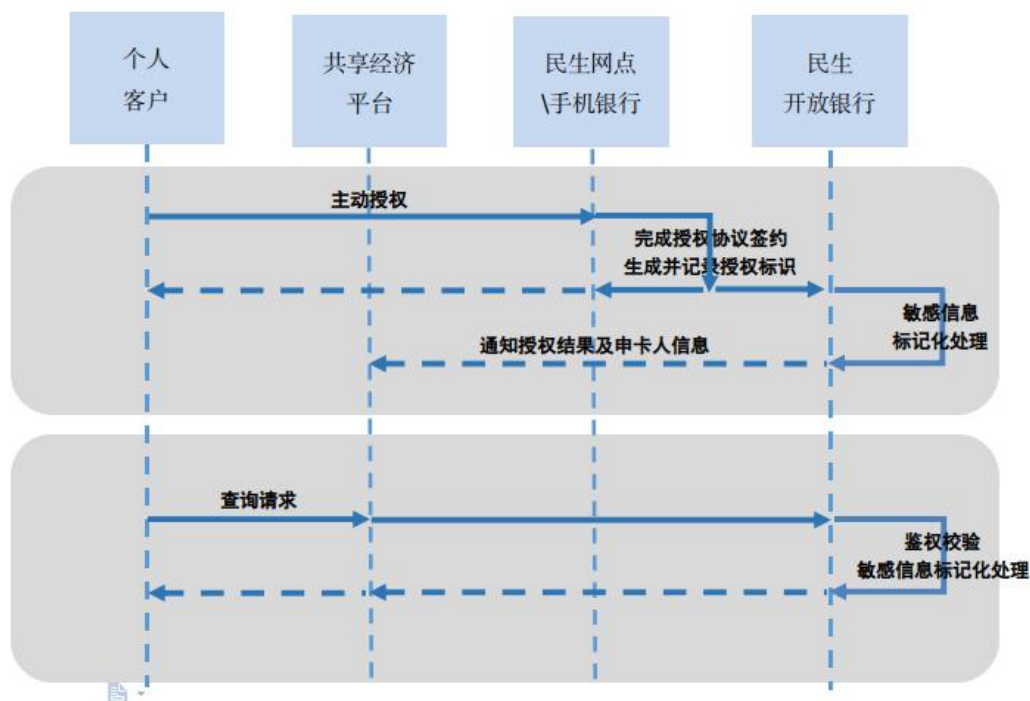 个人
客户
共享经济
平台
民生网点
\手机银行
民生
开放银行
主动授权
完成授权协议签约
生成并记录授权标识
敏感信息
标记化处理
通知授权结果及申卡人信息
查询请求
鉴权校验
敏感信息标记化处理